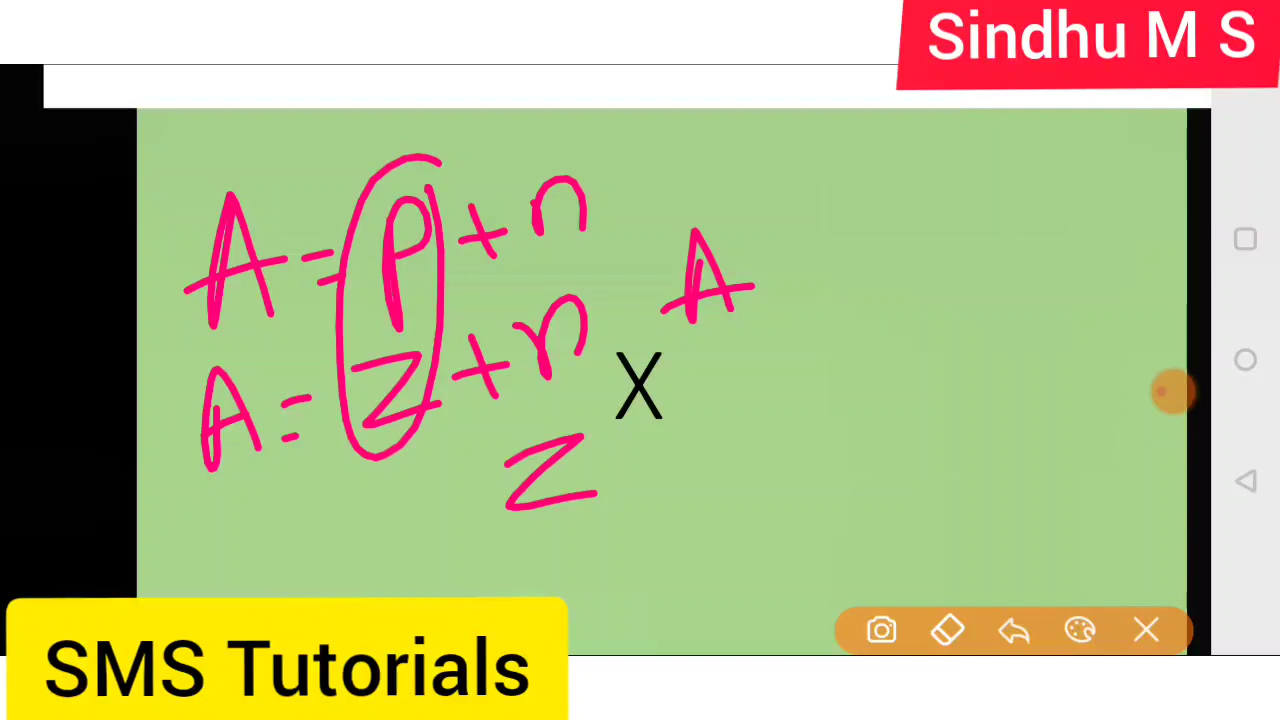 Sindhu M S
A = P + n
A
A = Z + n
X
Z
SMS Tutorials